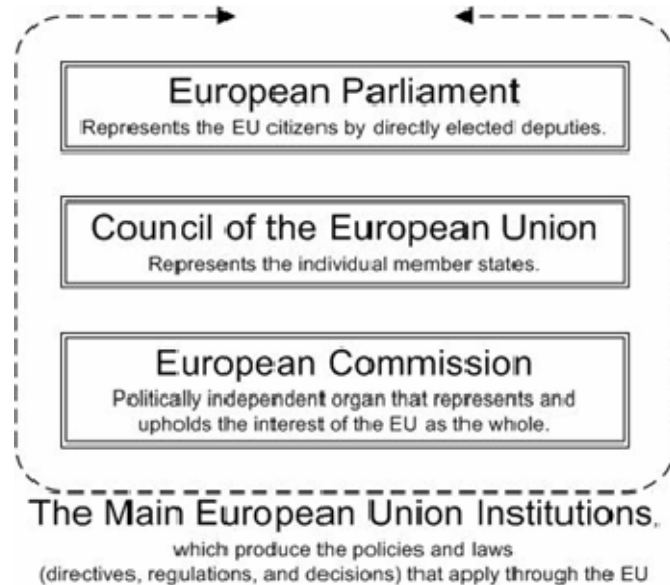 European Parliament
Represents the EU citizens by directly elected deputies.
Council of the European Union
Represents the individual member states.
European Commission
Politically independent organ that represents and
upholds the interest of the EU as the whole.
The Main European Union Institutions,
which produce the policies and laws
(directives, regulations, and decisions) that apply through the EU